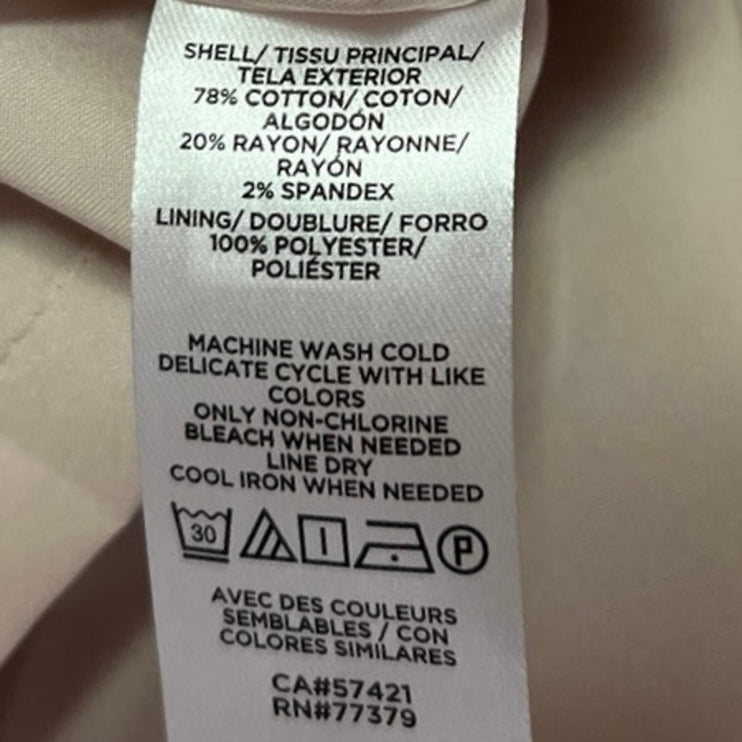 SHELL/ TISSU PRINCIPAL/
TELA EXTERIOR
78% COTTON/ COTON/
ALGODÓN
20% RAYON/ RAYONNE/
RAYÓN
2% SPANDEX
LINING/ DOUBLURE/ FORRO
100% POLYESTER/
POLIÉSTER
MACHINE WASH COLD
DELICATE CYCLE WITH LIKE
COLORS
ONLY NON-CHLORINE
BLEACH WHEN NEEDED
LINE DRY
COOL IRON WHEN NEEDED
30 P
AVEC DES COULEURS
SEMBLABLES / CON
COLORES SIMILARES
CA#57421
RN#77379